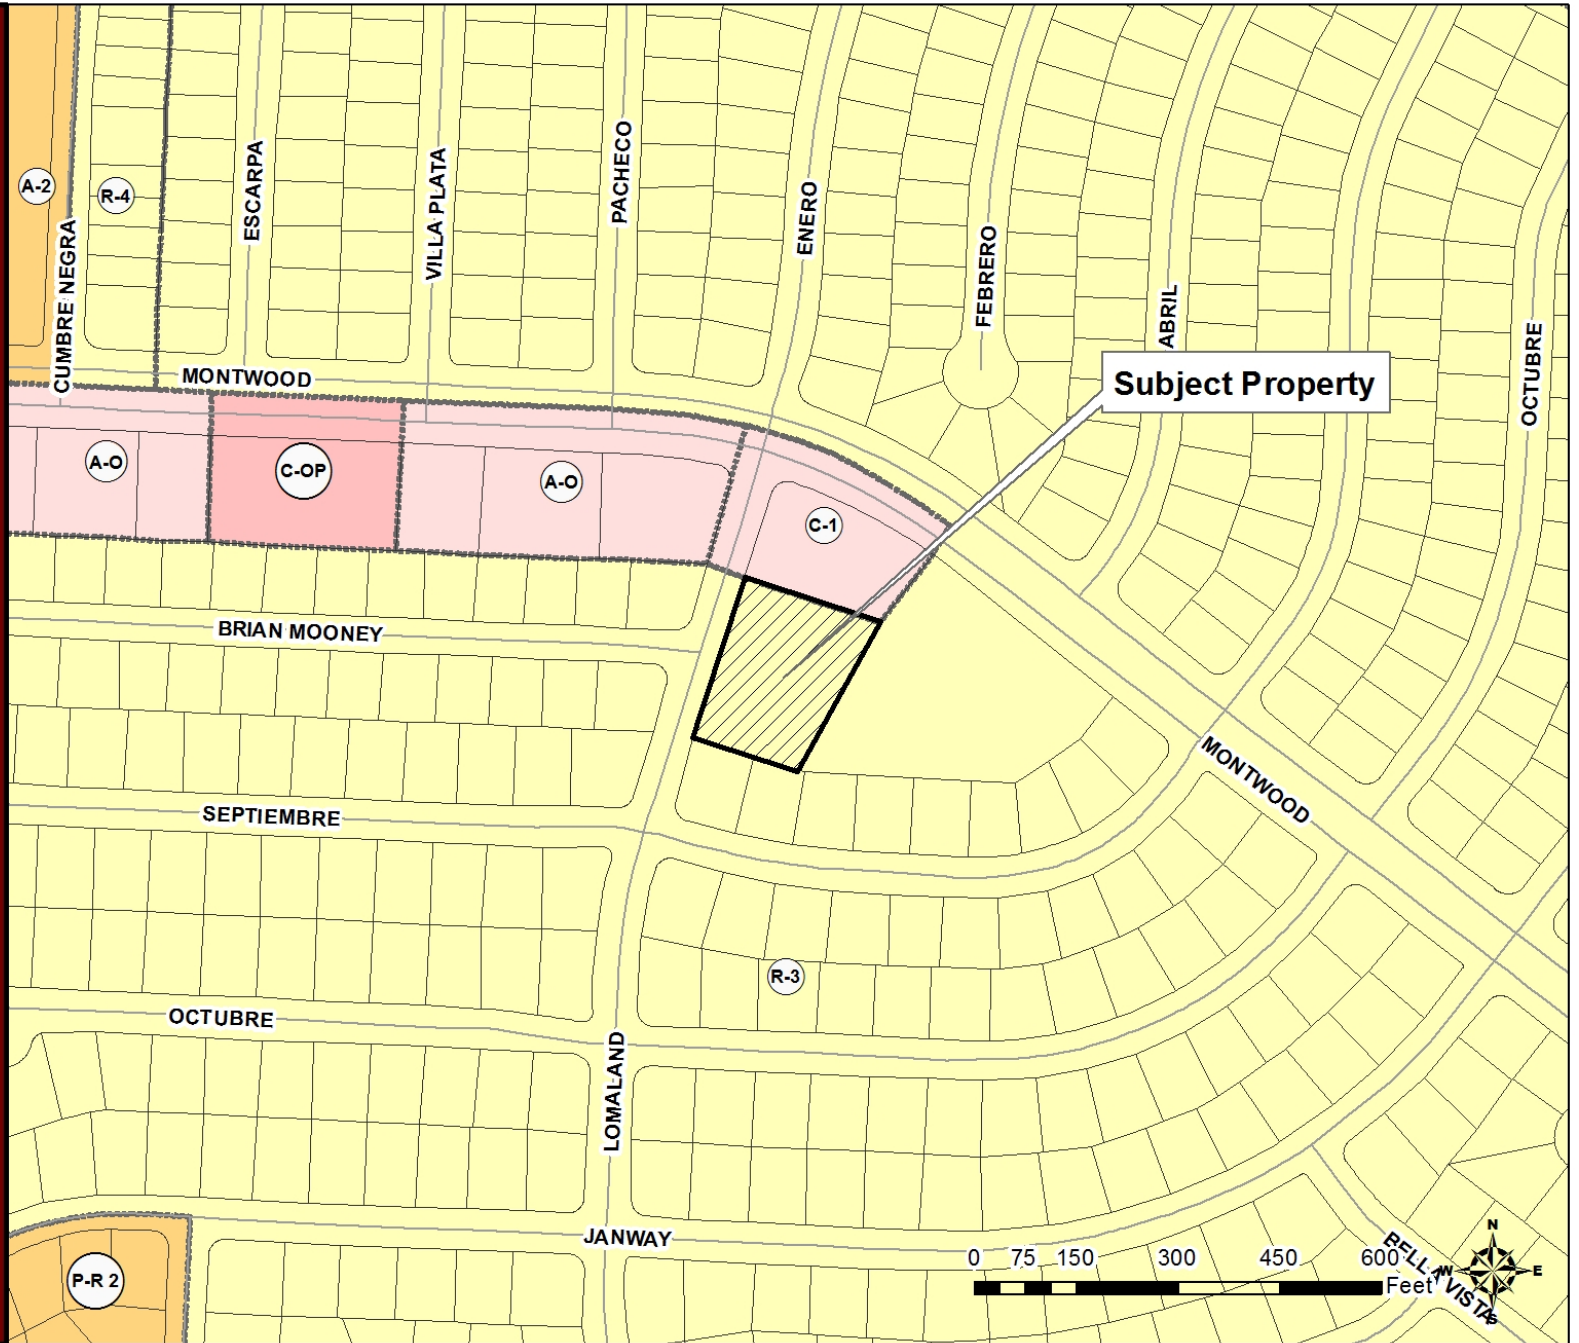 A-2
R-4
CUMBRE NEGRA
ESCARPA
VILLA PLATA
PACHECO
ENERO
FEBRERO
ABRIL
OCTUBRE
MONTWOOD
Subject Property
A-O
C-OP
A-O
C-1
BRIAN MOONEY
SEPTIEMBRE
MONTWOOD
R-3
OCTUBRE
LOMALAND
JANWAY
P-R 2
BELLA VISTA
0 75 150 300 450 600
Feet
N
W E
S